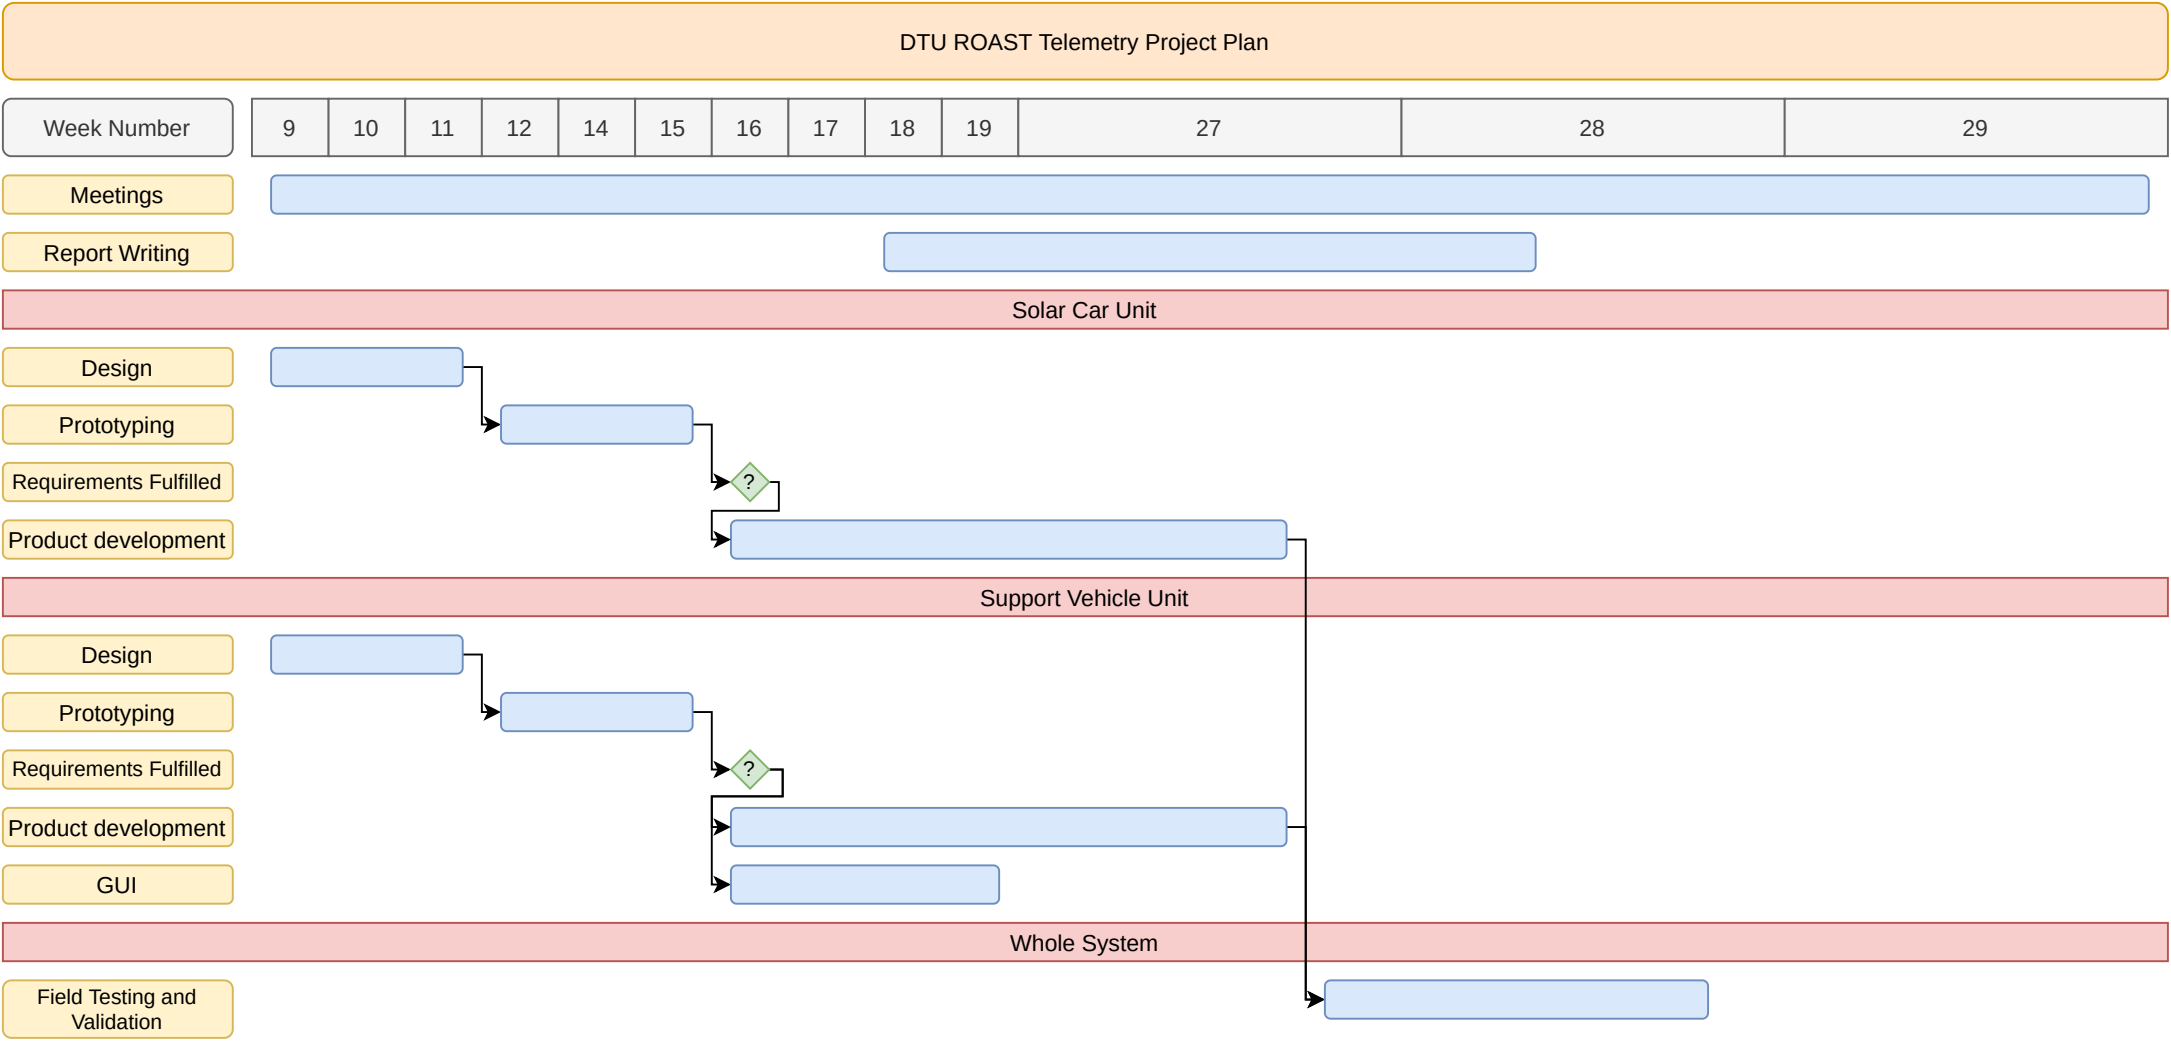 DTU ROAST Telemetry Project Plan
Week Number 9 10 11 12 14 15 16 17 18 19 27 28 29
Meetings
Report Writing
Solar Car Unit
Design
Prototyping
Requirements Fulfilled ?
Product development
Support Vehicle Unit
Design
Prototyping
Requirements Fulfilled ?
Product development
GUI
Whole System
Field Testing and
Validation